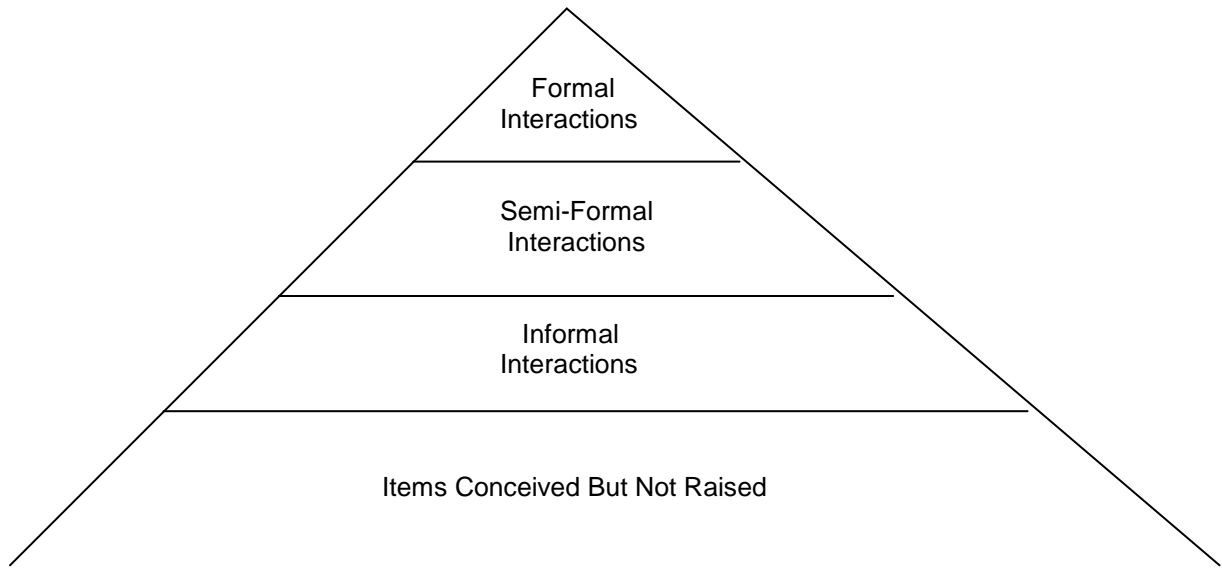 Formal
Interactions
Semi-Formal
Interactions
Informal
Interactions
Items Conceived But Not Raised